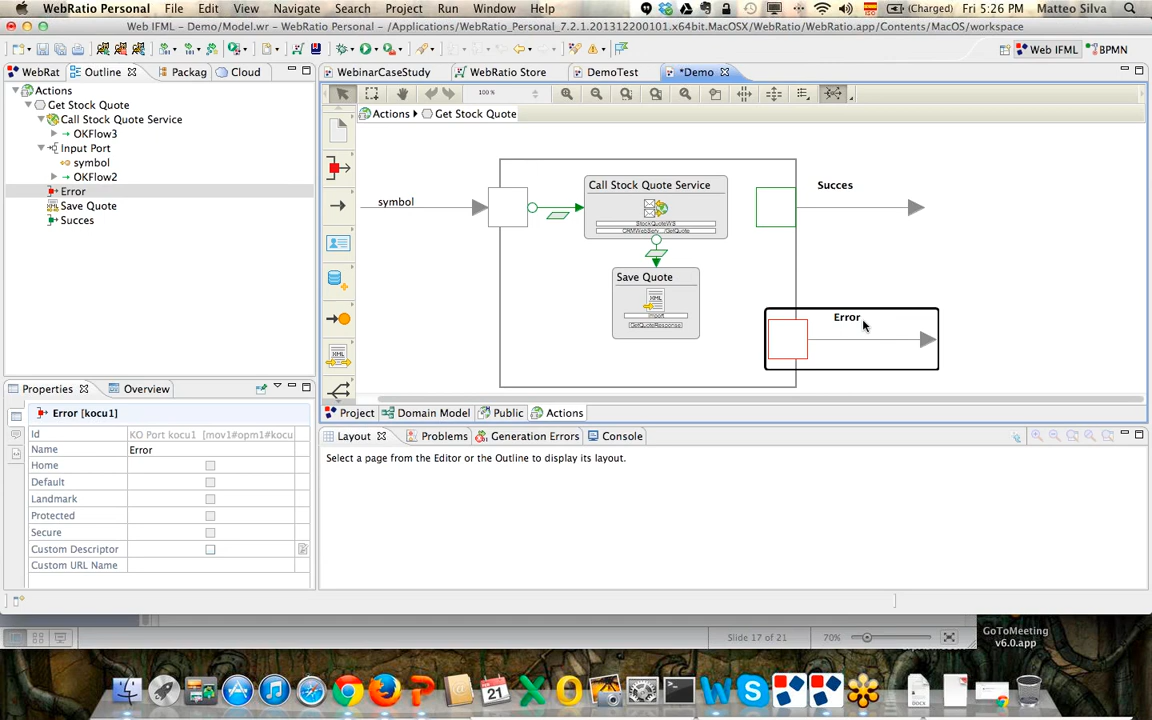 WebRatio Personal File Edit View Navigate Search Project Run Window Help (Charged) Fri 5:26 PM Matteo Silva
Web IFML - Demo/Model.wr - /Applications/WebRatio_Personal_7.2.1.201312200101.x64bit.MacOSX/WebRatio/WebRatio.app/Contents/MacOS/workspace
Web IFML BPMN
WebRat Outline Packag Cloud
WebinarCaseStudy WebRatio Store DemoTest *Demo
100 %
Actions
Get Stock Quote
Call Stock Quote Service
OKFlow3
Input Port
symbol
OKFlow2
Error
Save Quote
Succes
Actions Get Stock Quote
symbol
Call Stock Quote Service
StockQuoteWS
CRMWebServ.../GetQuote
Succes
Save Quote
XML
Import
GetQuoteResponse
Error
Project Domain Model Public Actions
Properties Overview
Error [kocu1]
Id KO Port kocu1 [mov1#opm1#kocu
Name Error
Home
Default
Landmark
Protected
Secure
Custom Descriptor
Custom URL Name
Layout Problems Generation Errors Console
Select a page from the Editor or the Outline to display its layout.
Slide 17 of 21 70%
GoToMeeting
v6.0.app